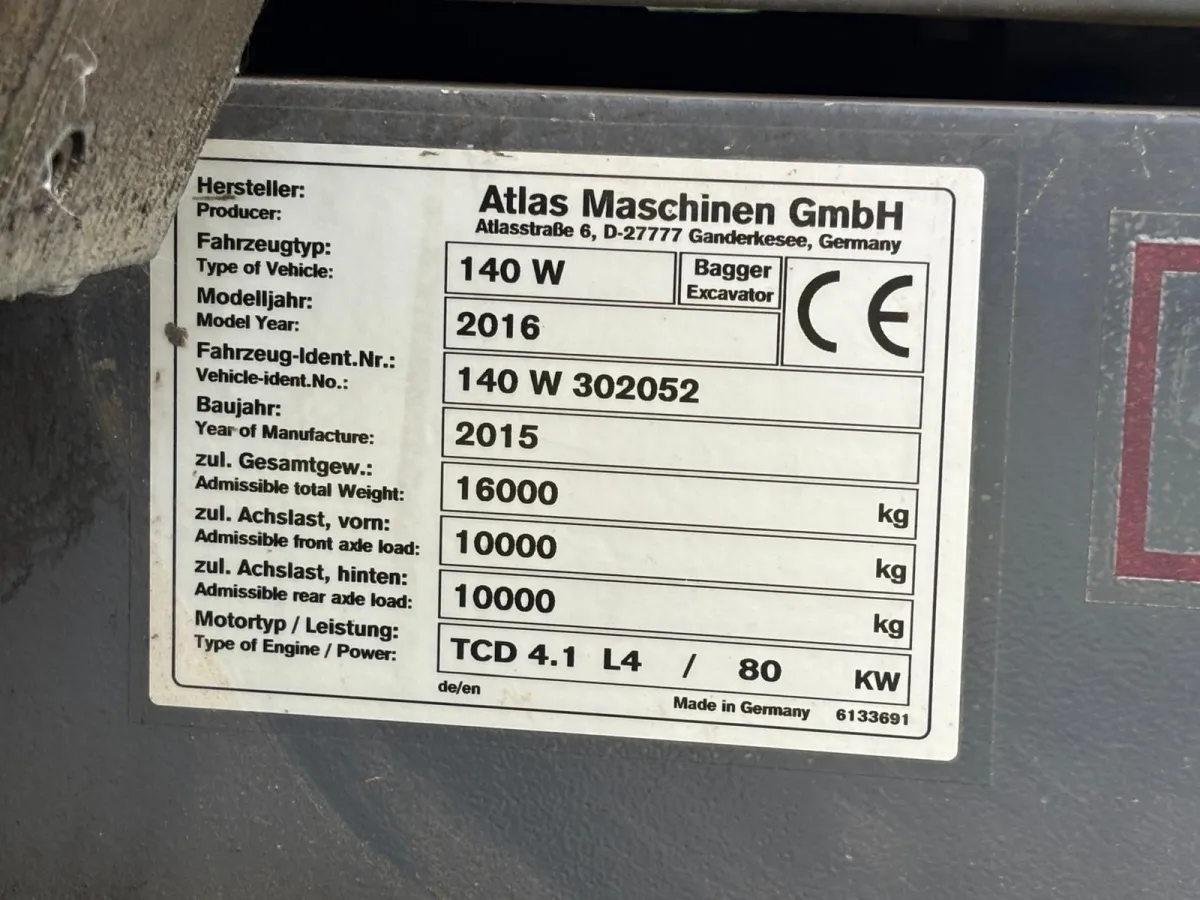 Hersteller:
Producer:
Atlas Maschinen GmbH
Atlasstraße 6, D-27777 Ganderkesee, Germany
Fahrzeugtyp:
Type of Vehicle:
140 W
Bagger
Excavator
CE
Modelljahr:
Model Year:
2016
Fahrzeug-Ident.Nr.:
Vehicle-ident.No.:
140 W 302052
Baujahr:
Year of Manufacture:
2015
zul. Gesamtgew.:
Admissible total Weight:
16000 kg
zul. Achslast, vorn:
Admissible front axle load:
10000 kg
zul. Achslast, hinten:
Admissible rear axle load:
10000 kg
Motortyp / Leistung:
Type of Engine / Power:
TCD 4.1 L4 / 80 KW
de/en
Made in Germany 6133691